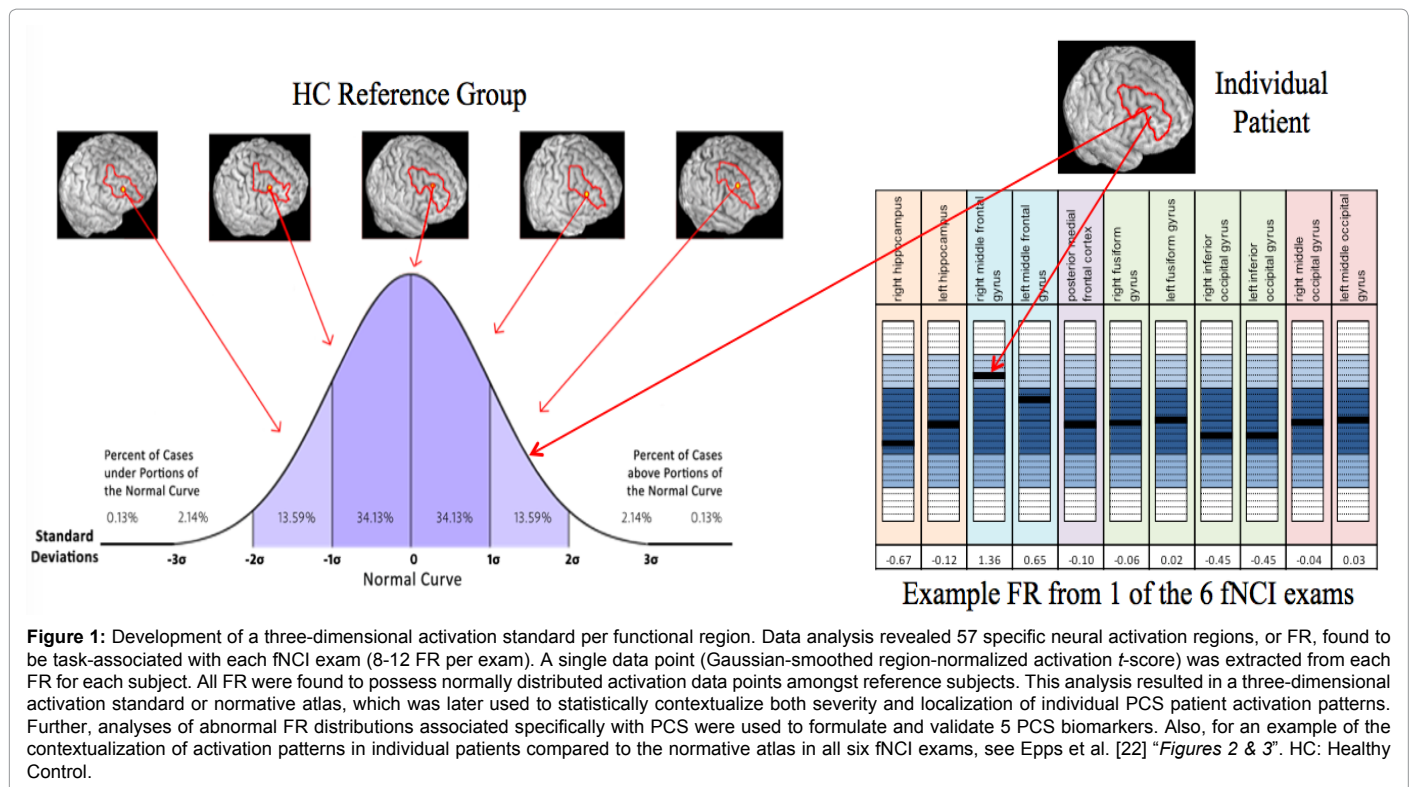 HC Reference Group
Individual
Patient
right hippocampus
left hippocampus
right middle frontal
gyrus
left middle frontal
gyrus
posterior medial
frontal cortex
right fusiform
gyrus
left fusiform gyrus
right inferior
occipital gyrus
left inferior
occipital gyrus
right middle
occipital gyrus
left middle occipital
gyrus
Percent of Cases
under Portions of
the Normal Curve
Percent of Cases
above Portions of
the Normal Curve
0.13% 2.14% 13.59% 34.13% 34.13% 13.59% 2.14% 0.13%
Standard
Deviations
-3σ -2σ -1σ 0 1σ 2σ 3σ
Normal Curve
-0.67 -0.12 1.36 0.65 -0.10 -0.06 0.02 -0.45 -0.45 -0.04 0.03
Example FR from 1 of the 6 fNCI exams
Figure 1: Development of a three-dimensional activation standard per functional region. Data analysis revealed 57 specific neural activation regions, or FR, found to
be task-associated with each fNCI exam (8-12 FR per exam). A single data point (Gaussian-smoothed region-normalized activation t-score) was extracted from each
FR for each subject. All FR were found to possess normally distributed activation data points amongst reference subjects. This analysis resulted in a three-dimensional
activation standard or normative atlas, which was later used to statistically contextualize both severity and localization of individual PCS patient activation patterns.
Further, analyses of abnormal FR distributions associated specifically with PCS were used to formulate and validate 5 PCS biomarkers. Also, for an example of the
contextualization of activation patterns in individual patients compared to the normative atlas in all six fNCI exams, see Epps et al. [22] “Figures 2 & 3”. HC: Healthy
Control.